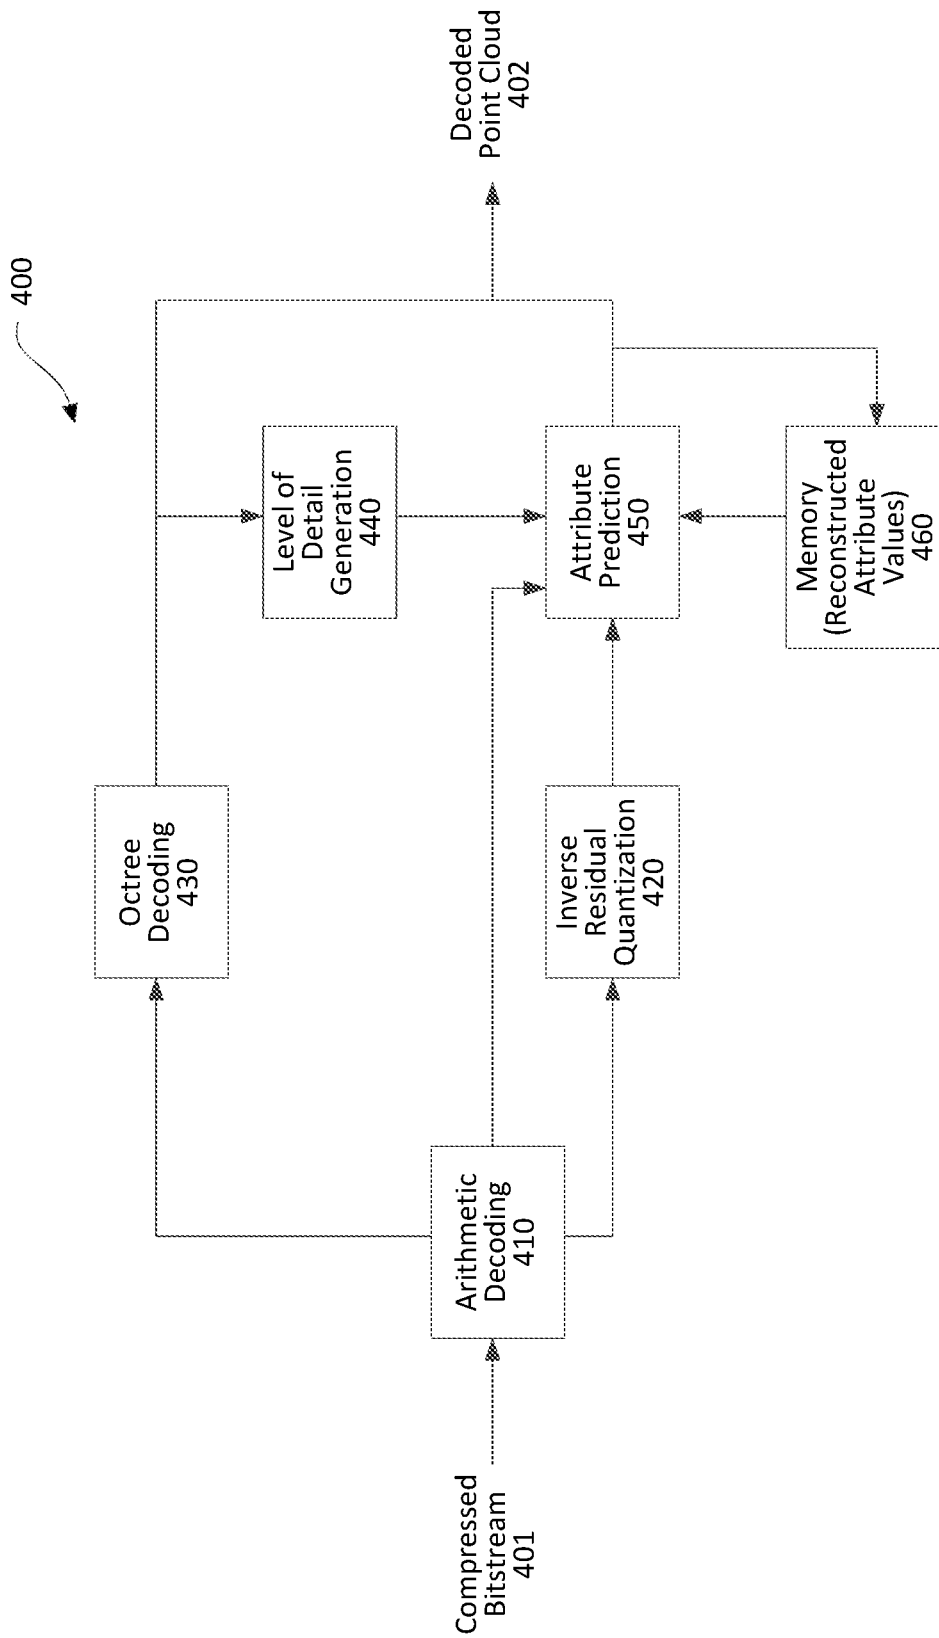 400
Compressed
Bitstream
401
Arithmetic
Decoding
410
Octree
Decoding
430
Inverse
Residual
Quantization
420
Level of
Detail
Generation
440
Attribute
Prediction
450
Memory
(Reconstructed
Attribute
Values)
460
Decoded
Point Cloud
402